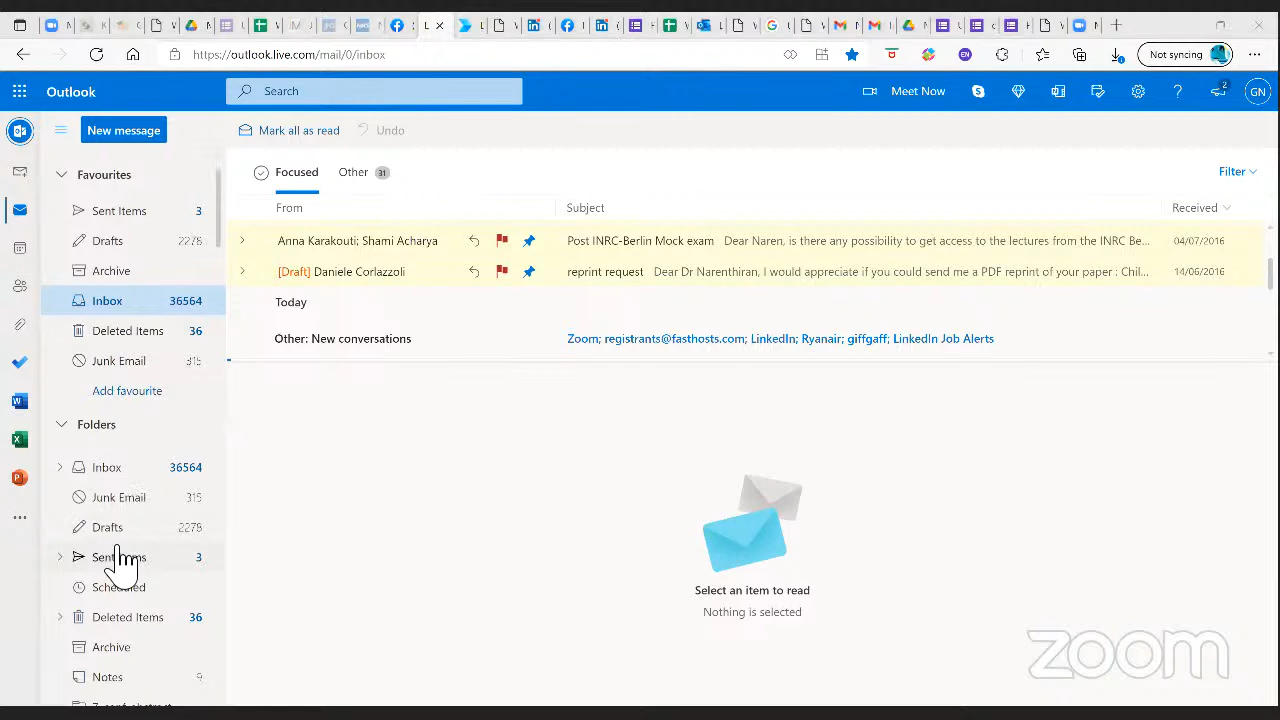 https://outlook.live.com/mail/0/inbox
EN
Not syncing
Outlook
Search
Meet Now
2
GN
New message
Mark all as read
Undo
Favourites
Sent Items 3
Drafts 2278
Archive
Inbox 36564
Deleted Items 36
Junk Email 315
Add favourite
Folders
Inbox 36564
Junk Email 315
Drafts 2278
Sent Items 3
Scheduled
Deleted Items 36
Archive
Notes 9
Focused
Other 31
Filter
From Subject Received
Anna Karakouti; Shami Acharya Post INRC-Berlin Mock exam Dear Naren, is there any possibility to get access to the lectures from the INRC Be... 04/07/2016
[Draft] Daniele Corlazzoli reprint request Dear Dr Narenthiran, I would appreciate if you could send me a PDF reprint of your paper : Chil... 14/06/2016
Today
Other: New conversations Zoom; registrants@fasthosts.com; LinkedIn; Ryanair; giffgaff; LinkedIn Job Alerts
Select an item to read
Nothing is selected
zoom